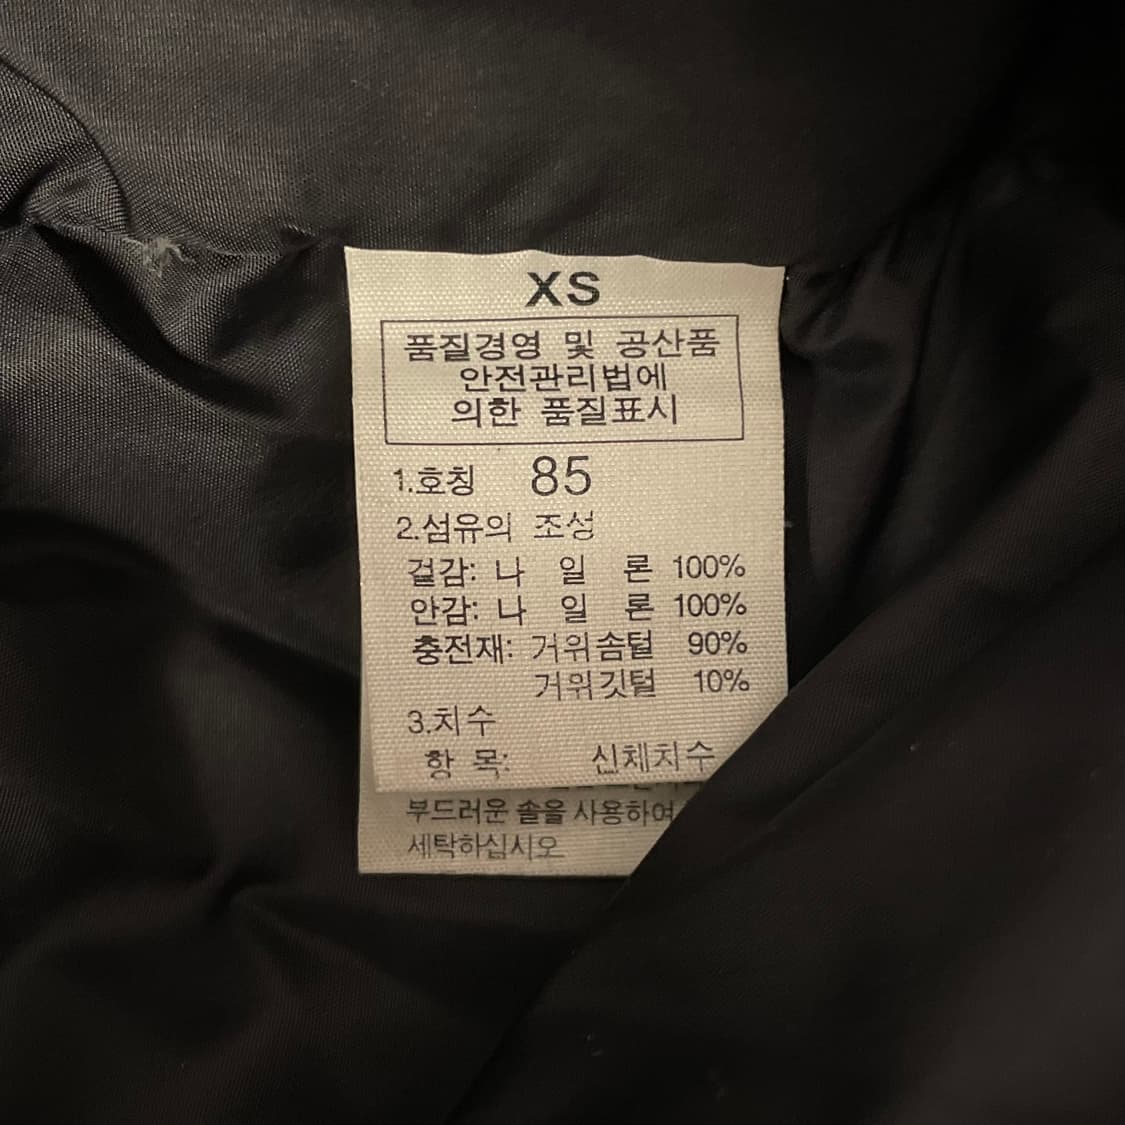 XS
품질경영 및 공산품
안전관리법에
의한 품질표시
1.호칭 85
2.섬유의 조성
겉감: 나 일 론 100%
안감: 나 일 론 100%
충전재: 거위솜털 90%
거위깃털 10%
3.치수
항 목: 신체치수
부드러운 솔을 사용하여
세탁하십시오